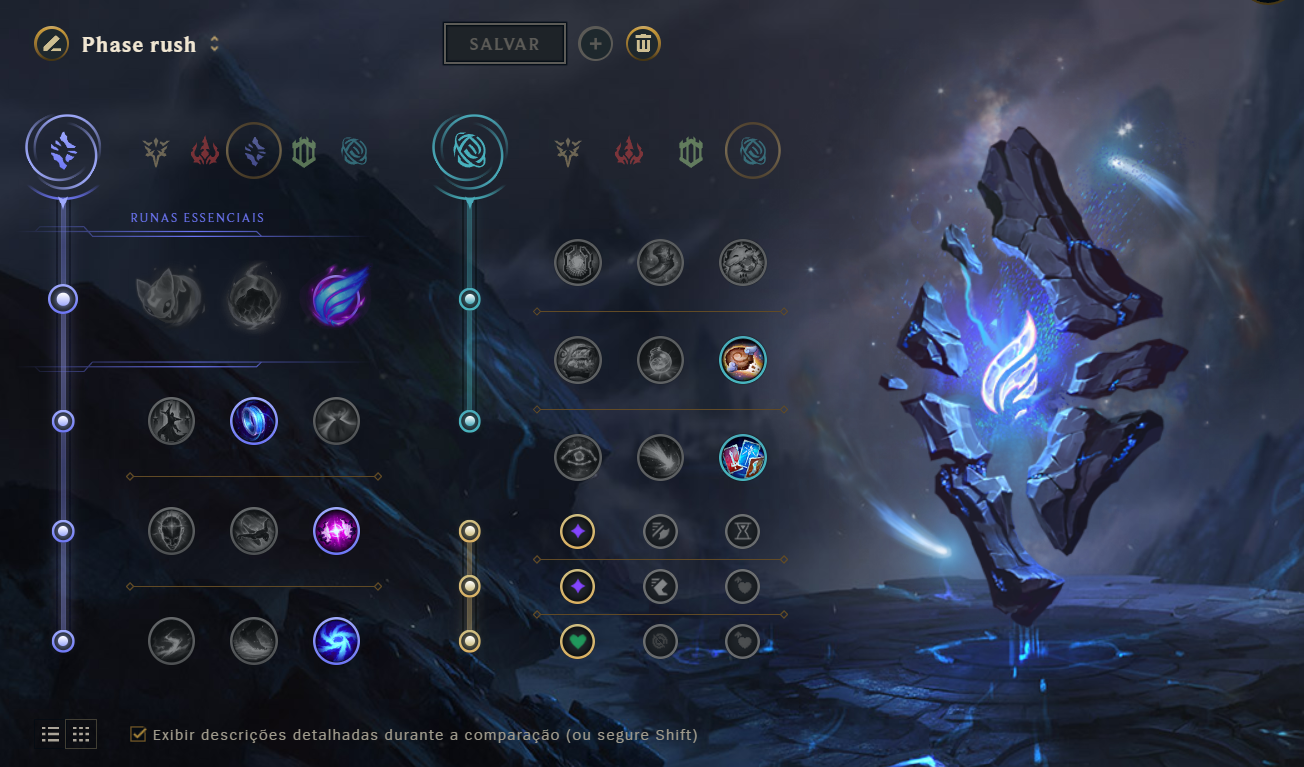 Phase rush
SALVAR
RUNAS ESSENCIAIS
Exibir descrições detalhadas durante a comparação (ou segure Shift)